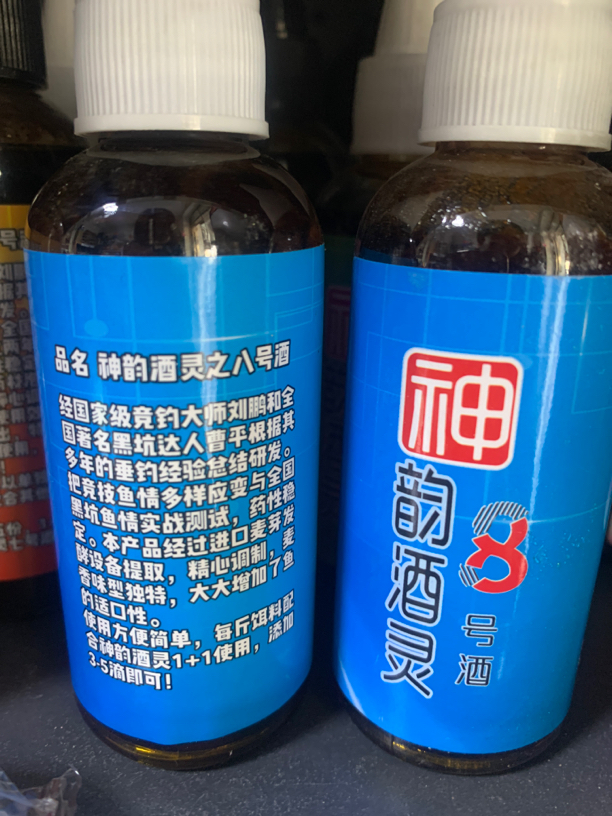 品名 神韵酒灵之八号酒
经国家级竞钓大师刘鹏和全
国著名黑坑达人曹平根据其
多年的垂钓经验总结研发。
把竞技鱼情多样应变与全国
黑坑鱼情实战测试，药性稳
定。本产品经过进口麦芽发
酵设备提取，精心调制，麦
香味型独特，大大增加了鱼
的适口性。
使用方便简单，每斤饵料配
合神韵酒灵1+1使用，添加
3-5滴即可！
神
韵酒灵
8
号酒